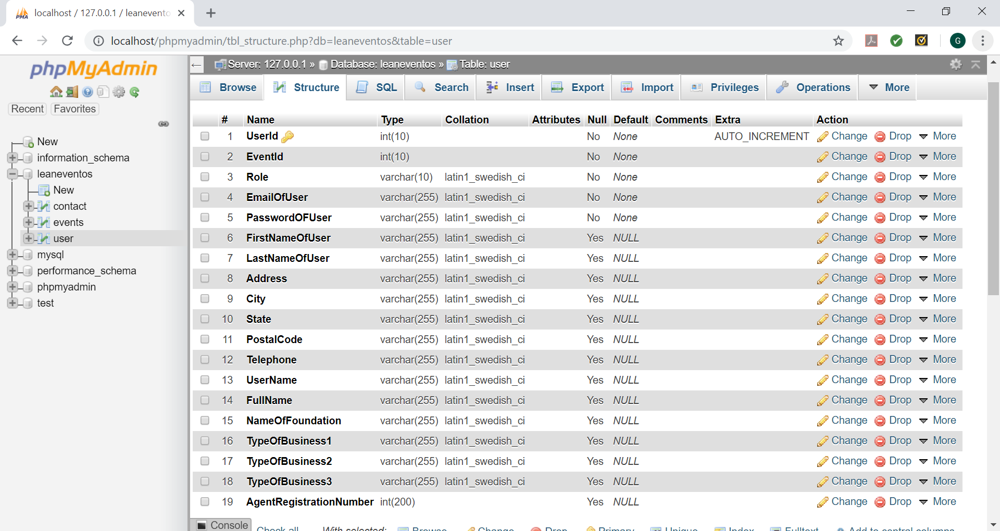 localhost / 127.0.0.1 / leanevento
localhost/phpmyadmin/tbl_structure.php?db=leaneventos&table=user
G
phpMyAdmin
Recent Favorites
New
information_schema
leaneventos
New
contact
events
user
mysql
performance_schema
phpmyadmin
test
Server: 127.0.0.1 » Database: leaneventos » Table: user
Browse Structure SQL Search Insert Export Import Privileges Operations More
# Name Type Collation Attributes Null Default Comments Extra Action
1 UserId int(10) No None AUTO_INCREMENT Change Drop More
2 EventId int(10) No None Change Drop More
3 Role varchar(10) latin1_swedish_ci No None Change Drop More
4 EmailOfUser varchar(255) latin1_swedish_ci No None Change Drop More
5 PasswordOFUser varchar(255) latin1_swedish_ci No None Change Drop More
6 FirstNameOfUser varchar(255) latin1_swedish_ci Yes NULL Change Drop More
7 LastNameOfUser varchar(255) latin1_swedish_ci Yes NULL Change Drop More
8 Address varchar(255) latin1_swedish_ci Yes NULL Change Drop More
9 City varchar(255) latin1_swedish_ci Yes NULL Change Drop More
10 State varchar(255) latin1_swedish_ci Yes NULL Change Drop More
11 PostalCode varchar(255) latin1_swedish_ci Yes NULL Change Drop More
12 Telephone varchar(255) latin1_swedish_ci Yes NULL Change Drop More
13 UserName varchar(255) latin1_swedish_ci Yes NULL Change Drop More
14 FullName varchar(255) latin1_swedish_ci Yes NULL Change Drop More
15 NameOfFoundation varchar(255) latin1_swedish_ci Yes NULL Change Drop More
16 TypeOfBusiness1 varchar(255) latin1_swedish_ci Yes NULL Change Drop More
17 TypeOfBusiness2 varchar(255) latin1_swedish_ci Yes NULL Change Drop More
18 TypeOfBusiness3 varchar(255) latin1_swedish_ci Yes NULL Change Drop More
19 AgentRegistrationNumber int(200) Yes NULL Change Drop More
Console Check all With selected: Browse Change Drop Primary Unique Index Fulltext Add to central columns